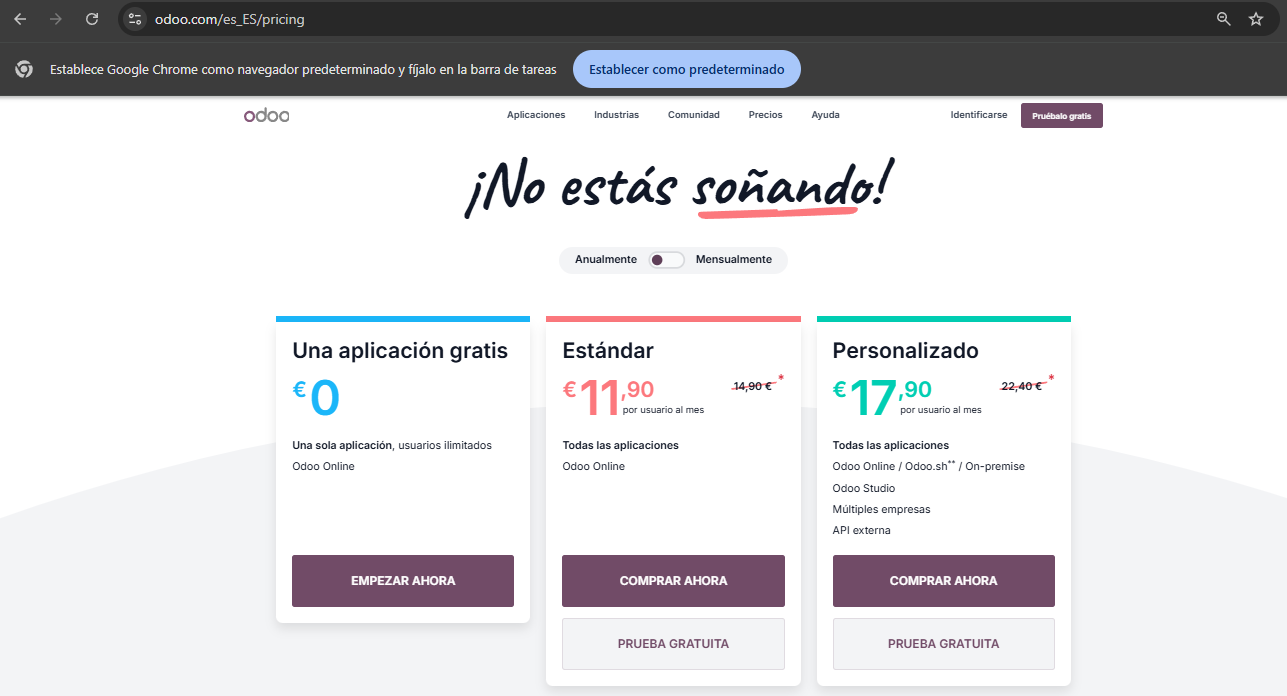 odoo.com/es_ES/pricing
Establece Google Chrome como navegador predeterminado y fíjalo en la barra de tareas
Establecer como predeterminado
odoo
Aplicaciones
Industrias
Comunidad
Precios
Ayuda
Identificarse
Pruébalo gratis
¡No estás soñando!
Anualmente
Mensualmente
Una aplicación gratis
€ 0
Una sola aplicación, usuarios ilimitados
Odoo Online
EMPEZAR AHORA
Estándar
€ 11,90
14,90 € *
por usuario al mes
Todas las aplicaciones
Odoo Online
COMPRAR AHORA
PRUEBA GRATUITA
Personalizado
€ 17,90
22,40 € *
por usuario al mes
Todas las aplicaciones
Odoo Online / Odoo.sh** / On-premise
Odoo Studio
Múltiples empresas
API externa
COMPRAR AHORA
PRUEBA GRATUITA